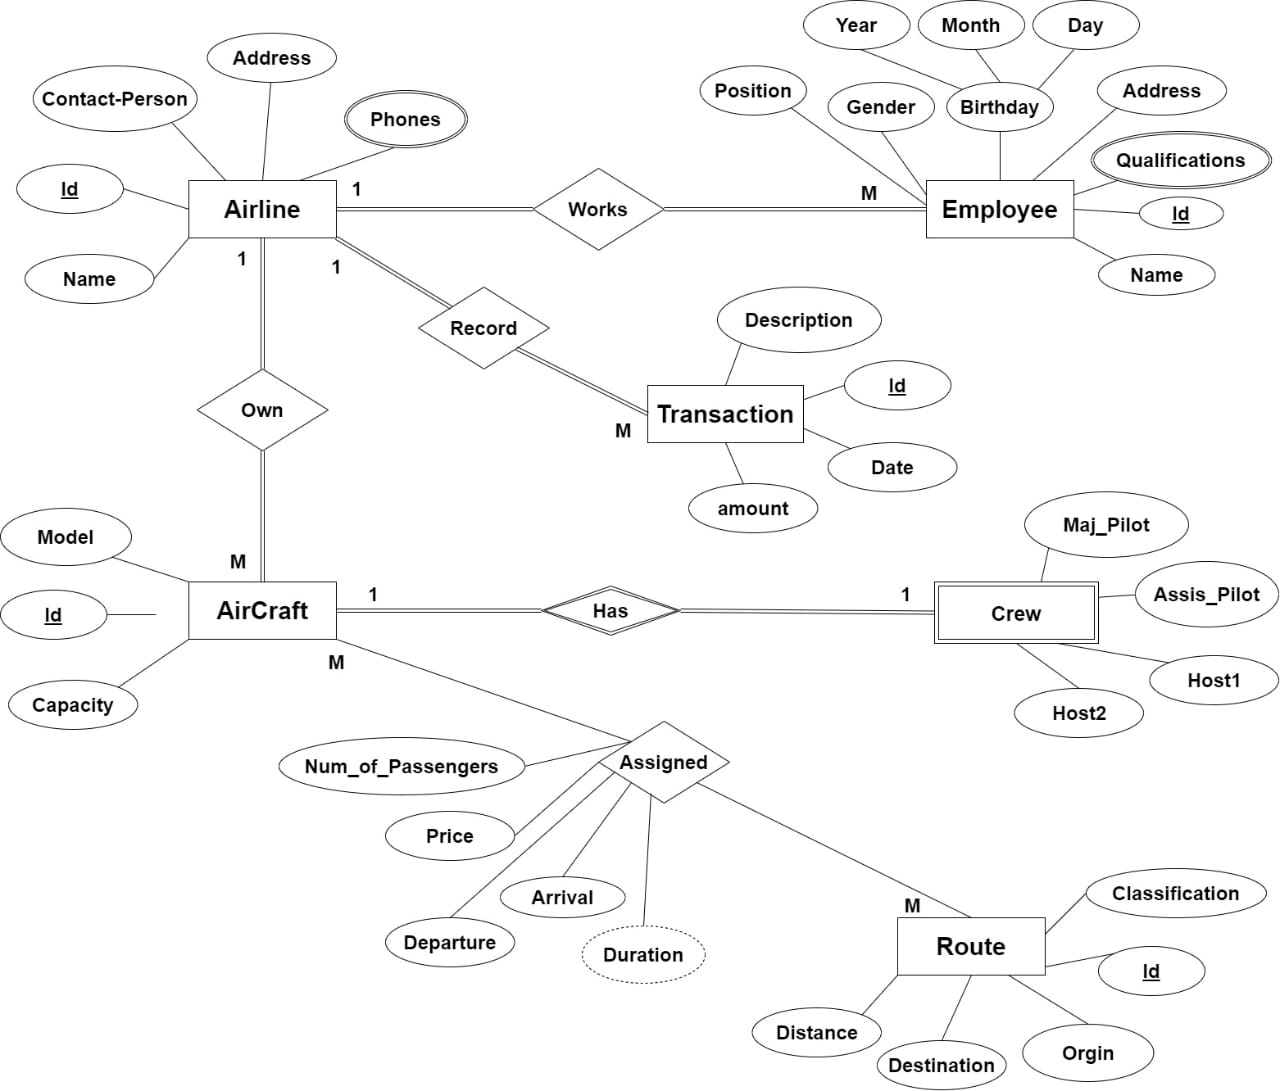 Year
Month
Day
Address
Position
Address
Contact-Person
Gender
Birthday
Phones
Qualifications
Id
1
M
Airline
Works
Employee
Id
Name
1
1
Name
Description
Record
Id
Own
Transaction
M
Date
amount
Model
Maj_Pilot
M
1
1
Assis_Pilot
Id
AirCraft
Has
Crew
M
Host1
Capacity
Host2
Num_of_Passengers
Assigned
Price
Arrival
M
Classification
Departure
Duration
Route
Id
Distance
Destination
Orgin